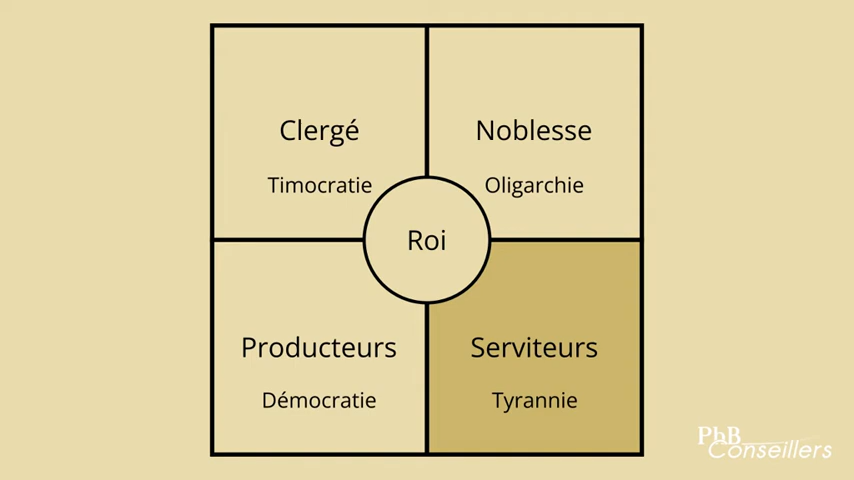 Clergé
Noblesse
Timocratie
Oligarchie
Roi
Producteurs
Serviteurs
Démocratie
Tyrannie
PhB
Conseillers